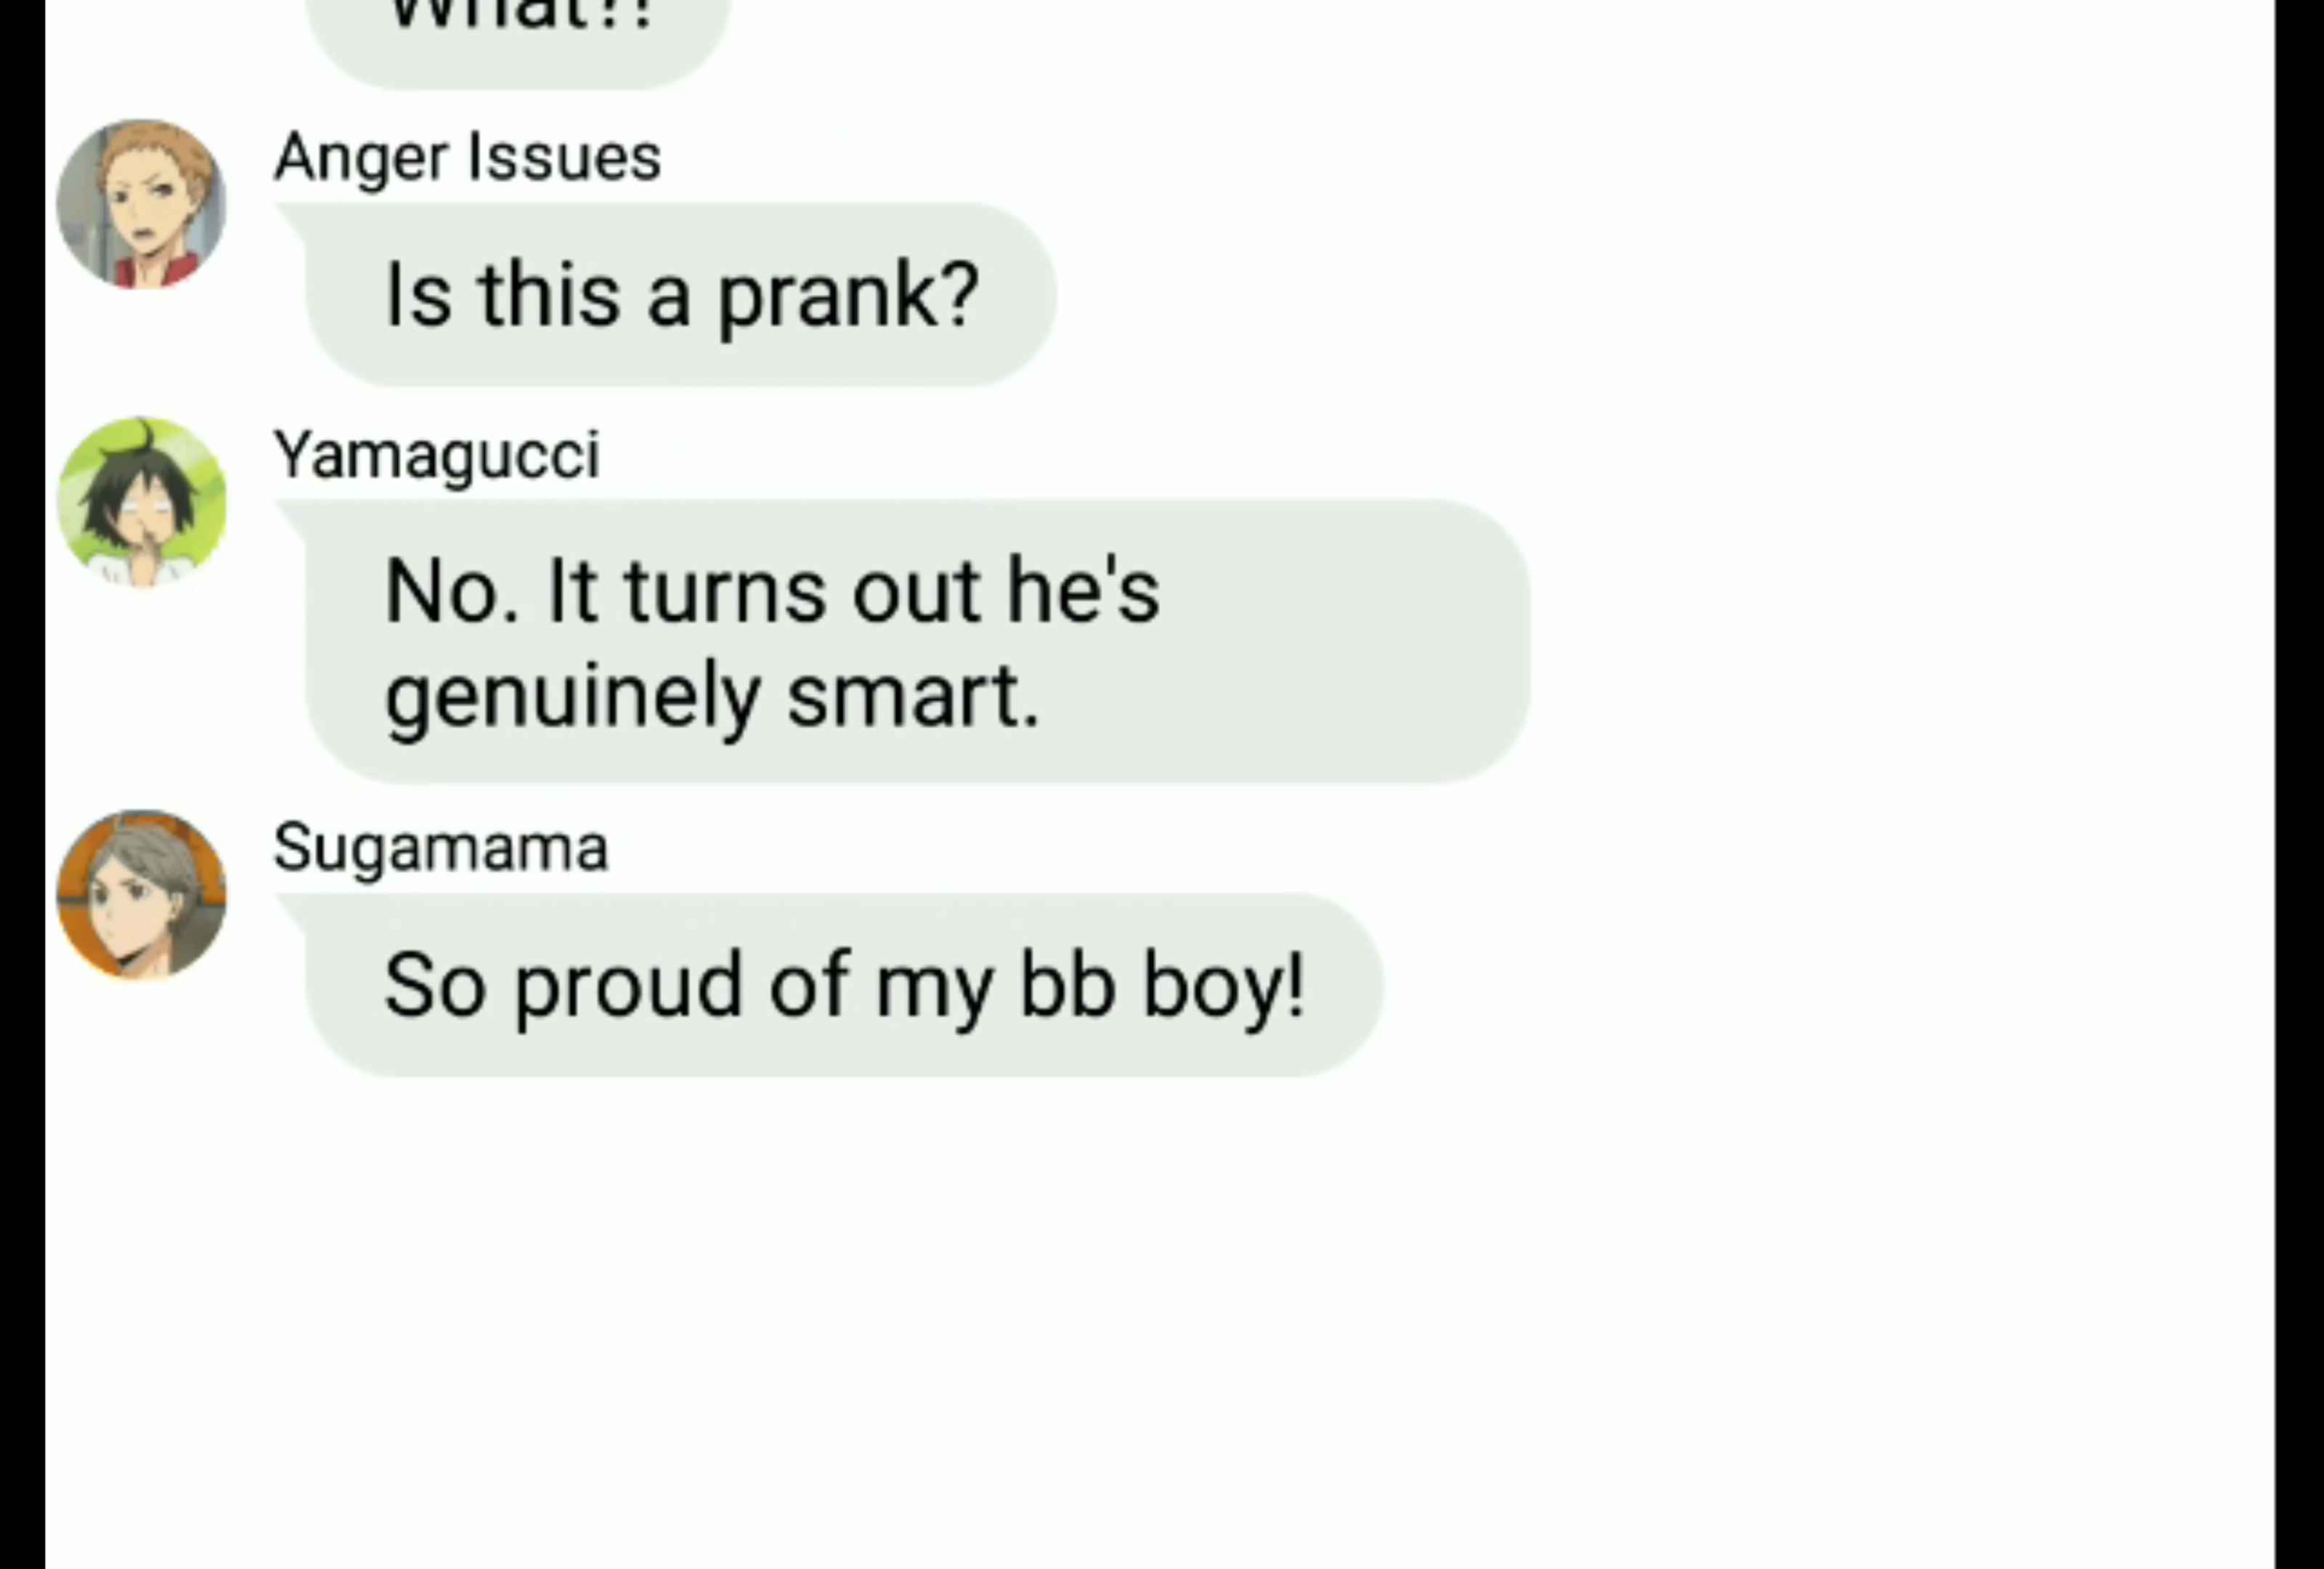 What?!
Anger Issues
Is this a prank?
Yamagucci
No. It turns out he's
genuinely smart.
Sugamama
So proud of my bb boy!